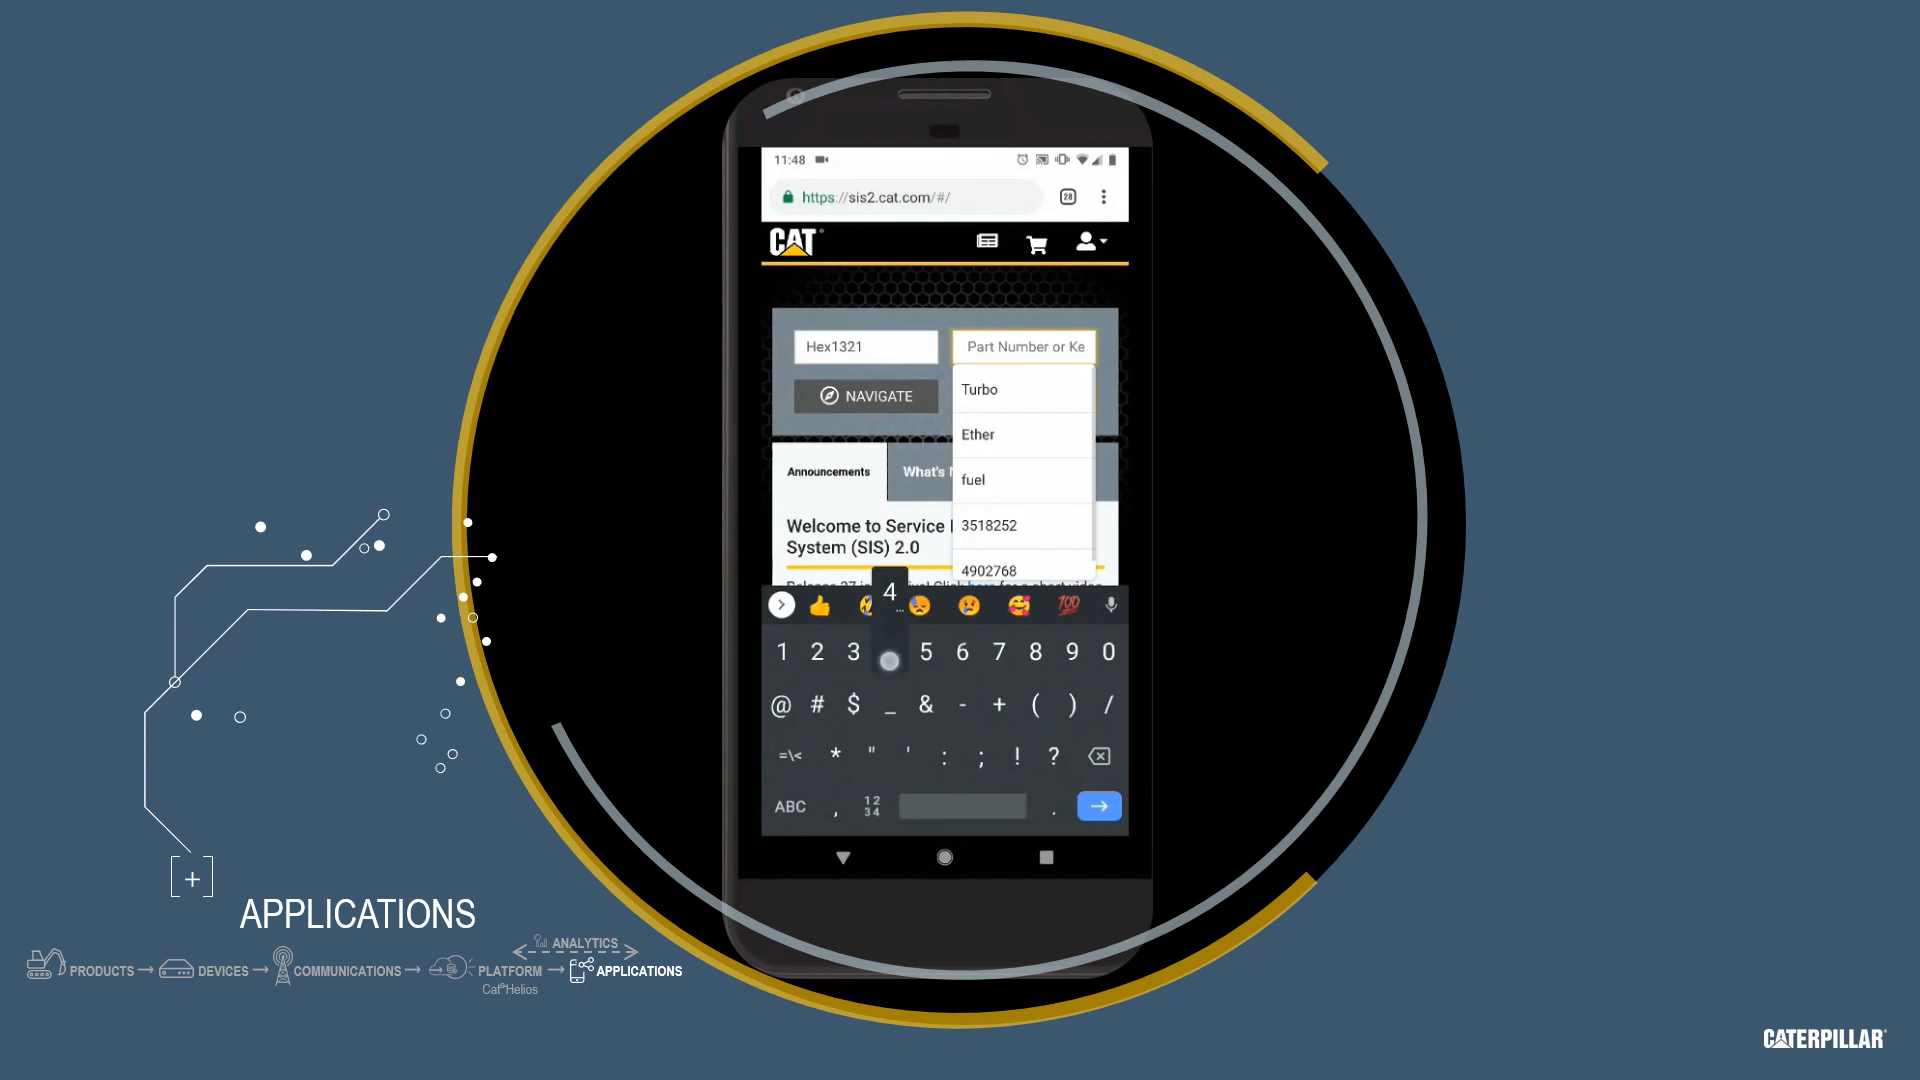 11:48
https://sis2.cat.com/#/
28
CAT
Hex1321
Part Number or Ke
NAVIGATE
Turbo
Ether
fuel
3518252
4902768
Announcements
What's
Welcome to Service
System (SIS) 2.0
4
100
1 2 3 5 6 7 8 9 0
@ # $ _ & - + ( ) /
=\< * " ' : ; ! ?
ABC , 12 34 .
APPLICATIONS
ANALYTICS
PRODUCTS DEVICES COMMUNICATIONS PLATFORM APPLICATIONS
Cat®Helios
CATERPILLAR®